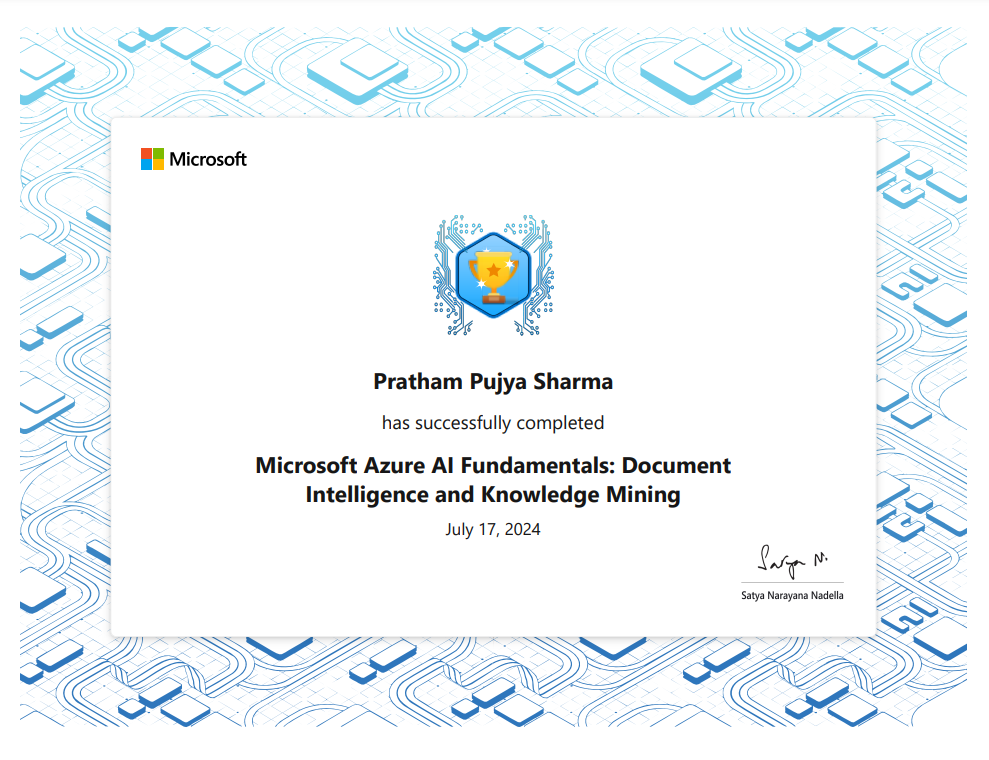 Microsoft
Pratham Pujya Sharma
has successfully completed
Microsoft Azure AI Fundamentals: Document
Intelligence and Knowledge Mining
July 17, 2024
Satya N.
Satya Narayana Nadella